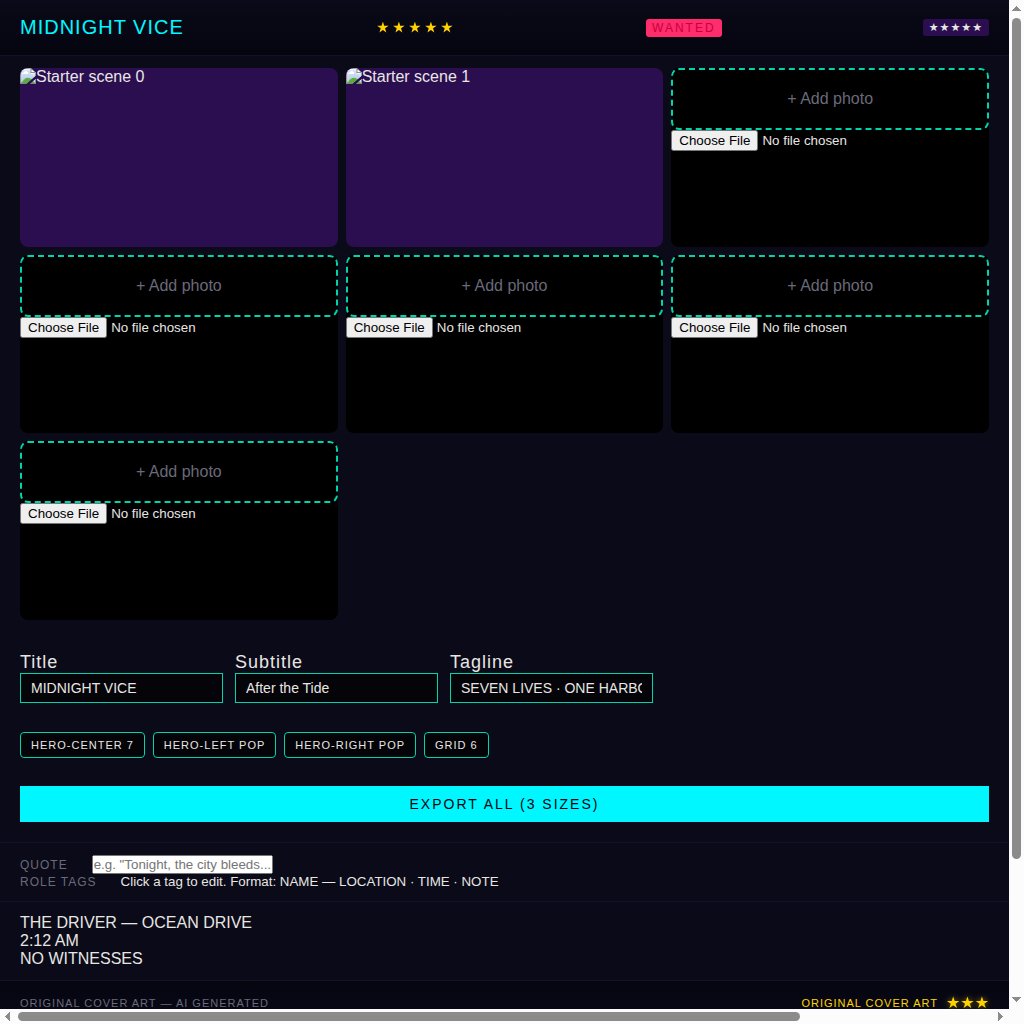 MIDNIGHT VICE ★★★★★ WANTED ★★★★★
Starter scene 0 Starter scene 1 + Add photo
Choose File No file chosen
+ Add photo + Add photo + Add photo
Choose File No file chosen Choose File No file chosen Choose File No file chosen
+ Add photo
Choose File No file chosen
Title Subtitle Tagline
MIDNIGHT VICE After the Tide SEVEN LIVES · ONE HARBO
HERO-CENTER 7 HERO-LEFT POP HERO-RIGHT POP GRID 6
EXPORT ALL (3 SIZES)
QUOTE e.g. "Tonight, the city bleeds...
ROLE TAGS Click a tag to edit. Format: NAME — LOCATION · TIME · NOTE
THE DRIVER — OCEAN DRIVE
2:12 AM
NO WITNESSES
ORIGINAL COVER ART — AI GENERATED ORIGINAL COVER ART ★★★